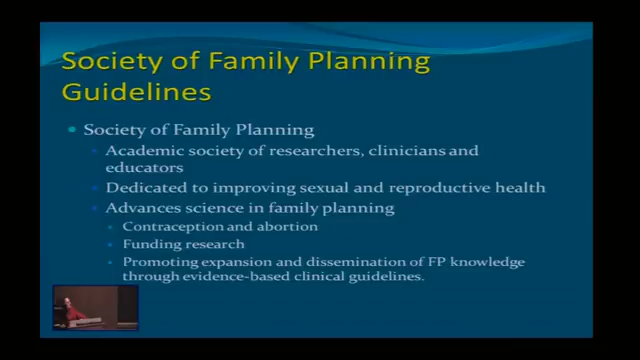 Society of Family Planning
Guidelines
Society of Family Planning
Academic society of researchers, clinicians and
educators
Dedicated to improving sexual and reproductive health
Advances science in family planning
Contraception and abortion
Funding research
Promoting expansion and dissemination of FP knowledge
through evidence-based clinical guidelines.